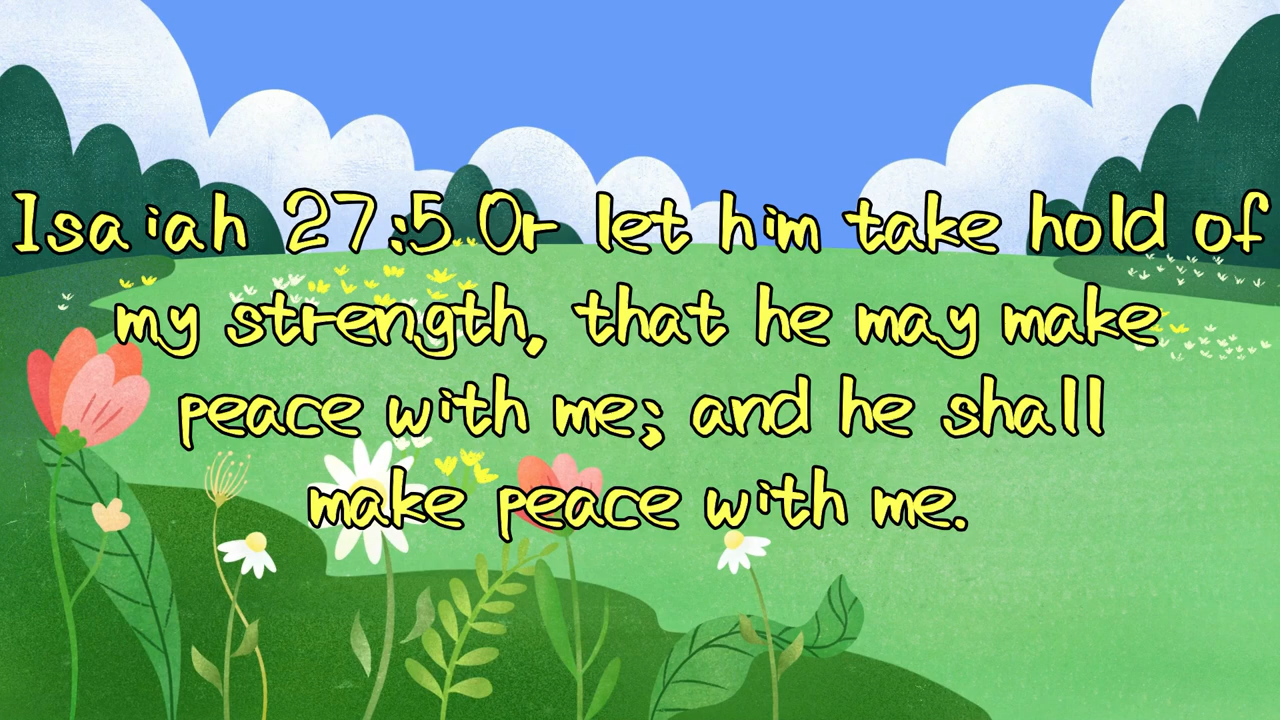 Isaiah 27:5 Or let him take hold of
my strength, that he may make
peace with me; and he shall
make peace with me.